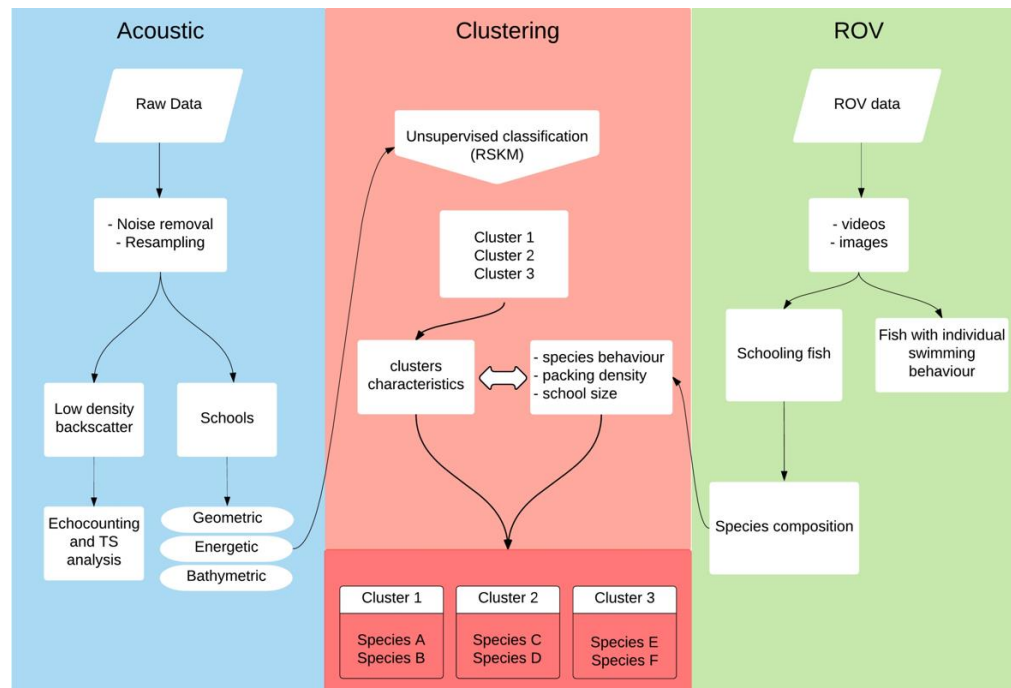 Acoustic
Raw Data
- Noise removal
- Resampling
Low density
backscatter
Schools
Echocounting
and TS
analysis
Geometric
Energetic
Bathymetric
Clustering
Unsupervised classification
(RSKM)
Cluster 1
Cluster 2
Cluster 3
clusters
characteristics
- species behaviour
- packing density
- school size
Cluster 1
Species A
Species B
Cluster 2
Species C
Species D
Cluster 3
Species E
Species F
ROV
ROV data
- videos
- images
Schooling fish
Fish with individual
swimming
behaviour
Species composition